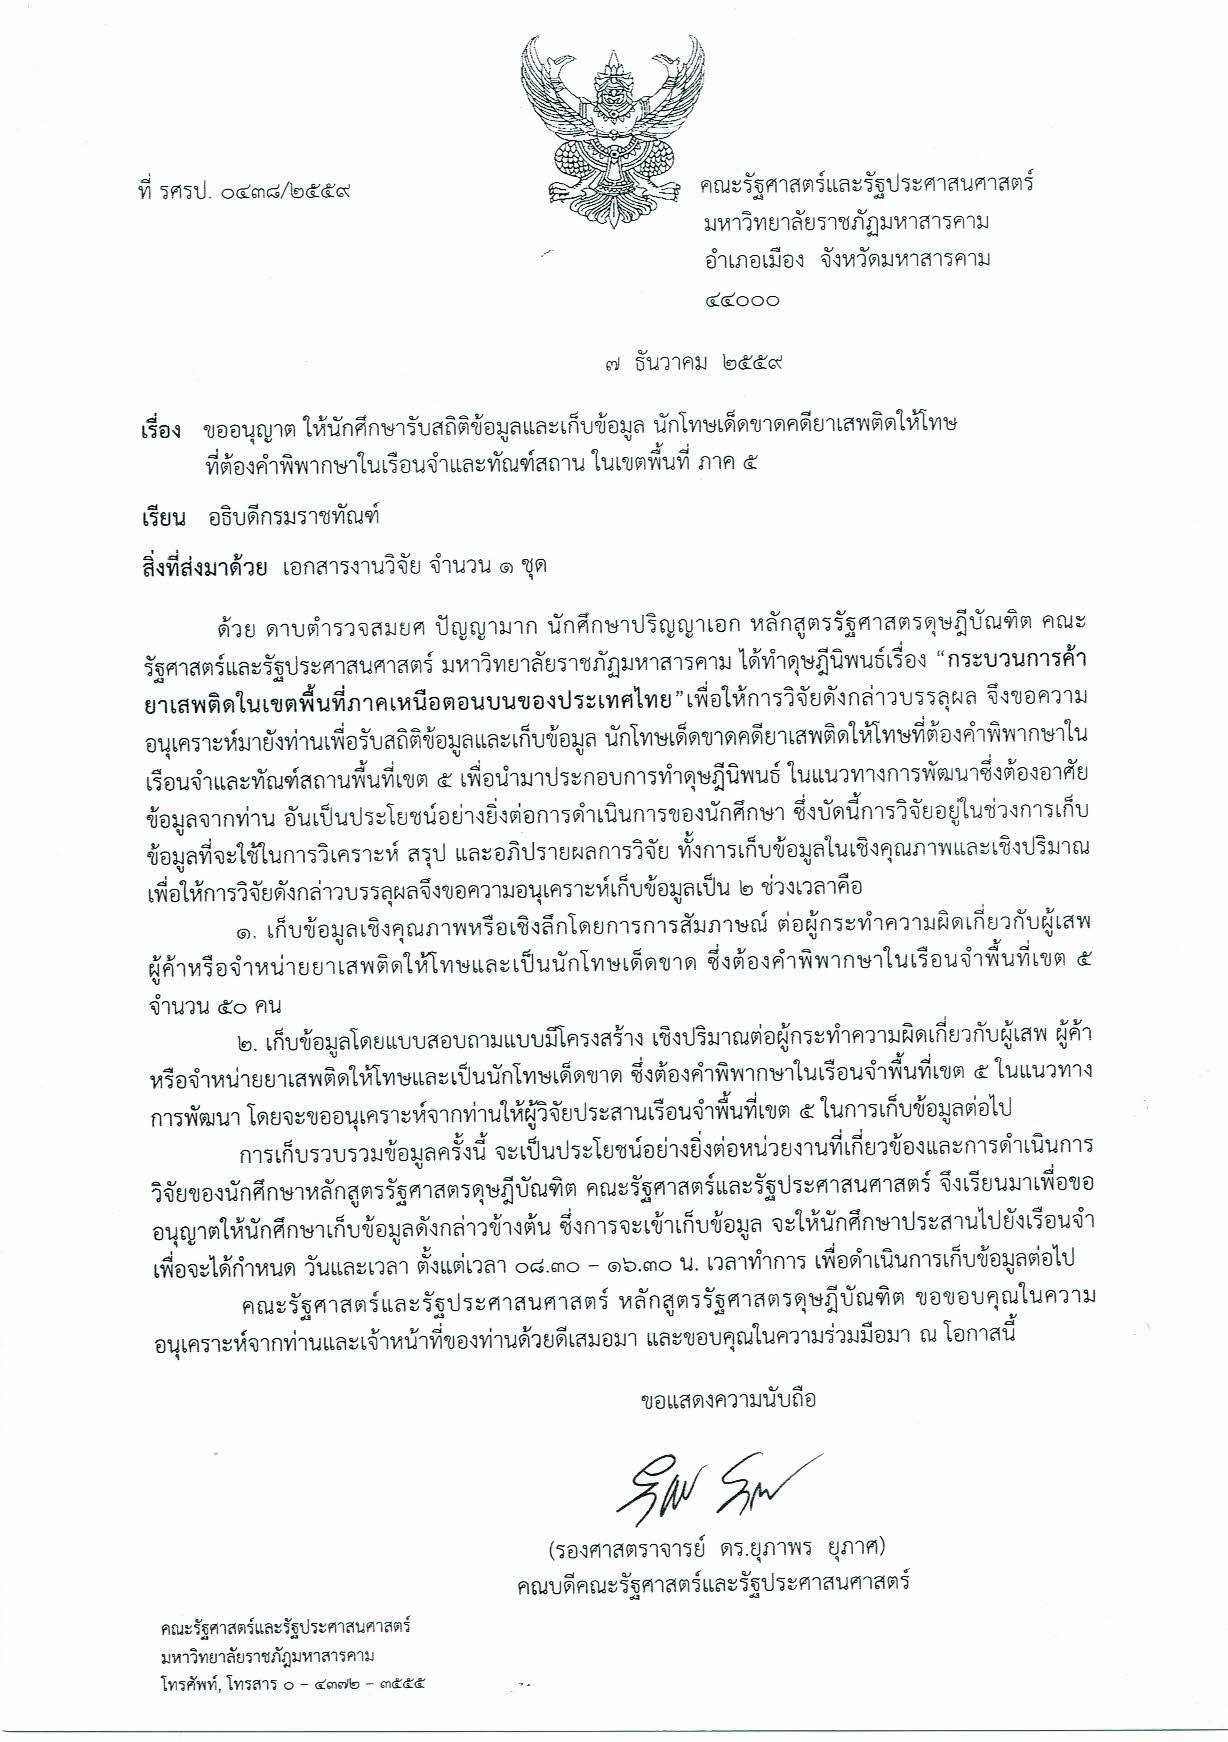 ที่ รศรป. ๐๔๓๘/๒๕๕๙
คณะรัฐศาสตร์และรัฐประศาสนศาสตร์
มหาวิทยาลัยราชภัฏมหาสารคาม
อำเภอเมือง จังหวัดมหาสารคาม
๔๔๐๐๐
๗ ธันวาคม ๒๕๕๙
เรื่อง ขออนุญาต ให้นักศึกษารับสถิติข้อมูลและเก็บข้อมูล นักโทษเด็ดขาดคดียาเสพติดให้โทษ
ที่ต้องคำพิพากษาในเรือนจำและทัณฑ์สถาน ในเขตพื้นที่ ภาค ๕
เรียน อธิบดีกรมราชทัณฑ์
สิ่งที่ส่งมาด้วย เอกสารงานวิจัย จำนวน ๑ ชุด
ด้วย ดาบตำรวจสมยศ ปัญญามาก นักศึกษาปริญญาเอก หลักสูตรรัฐศาสตรดุษฎีบัณฑิต คณะ
รัฐศาสตร์และรัฐประศาสนศาสตร์ มหาวิทยาลัยราชภัฏมหาสารคาม ได้ทำดุษฎีนิพนธ์เรื่อง “กระบวนการค้า
ยาเสพติดในเขตพื้นที่ภาคเหนือตอนบนของประเทศไทย”เพื่อให้การวิจัยดังกล่าวบรรลุผล จึงขอความ
อนุเคราะห์มายังท่านเพื่อรับสถิติข้อมูลและเก็บข้อมูล นักโทษเด็ดขาดคดียาเสพติดให้โทษที่ต้องคำพิพากษาใน
เรือนจำและทัณฑ์สถานพื้นที่เขต ๕ เพื่อนำมาประกอบการทำดุษฎีนิพนธ์ ในแนวทางการพัฒนาซึ่งต้องอาศัย
ข้อมูลจากท่าน อันเป็นประโยชน์อย่างยิ่งต่อการดำเนินการของนักศึกษา ซึ่งบัดนี้การวิจัยอยู่ในช่วงการเก็บ
ข้อมูลที่จะใช้ในการวิเคราะห์ สรุป และอภิปรายผลการวิจัย ทั้งการเก็บข้อมูลในเชิงคุณภาพและเชิงปริมาณ
เพื่อให้การวิจัยดังกล่าวบรรลุผลจึงขอความอนุเคราะห์เก็บข้อมูลเป็น ๒ ช่วงเวลาคือ
๑. เก็บข้อมูลเชิงคุณภาพหรือเชิงลึกโดยการการสัมภาษณ์ ต่อผู้กระทำความผิดเกี่ยวกับผู้เสพ
ผู้ค้าหรือจำหน่ายยาเสพติดให้โทษและเป็นนักโทษเด็ดขาด ซึ่งต้องคำพิพากษาในเรือนจำพื้นที่เขต ๕
จำนวน ๕๐ คน
๒. เก็บข้อมูลโดยแบบสอบถามแบบมีโครงสร้าง เชิงปริมาณต่อผู้กระทำความผิดเกี่ยวกับผู้เสพ ผู้ค้า
หรือจำหน่ายยาเสพติดให้โทษและเป็นนักโทษเด็ดขาด ซึ่งต้องคำพิพากษาในเรือนจำพื้นที่เขต ๕ ในแนวทาง
การพัฒนา โดยจะขออนุเคราะห์จากท่านให้ผู้วิจัยประสานเรือนจำพื้นที่เขต ๕ ในการเก็บข้อมูลต่อไป
การเก็บรวบรวมข้อมูลครั้งนี้ จะเป็นประโยชน์อย่างยิ่งต่อหน่วยงานที่เกี่ยวข้องและการดำเนินการ
วิจัยของนักศึกษาหลักสูตรรัฐศาสตรดุษฎีบัณฑิต คณะรัฐศาสตร์และรัฐประศาสนศาสตร์ จึงเรียนมาเพื่อขอ
อนุญาตให้นักศึกษาเก็บข้อมูลดังกล่าวข้างต้น ซึ่งการจะเข้าเก็บข้อมูล จะให้นักศึกษาประสานไปยังเรือนจำ
เพื่อจะได้กำหนด วันและเวลา ตั้งแต่เวลา ๐๘.๓๐ – ๑๖.๓๐ น. เวลาทำการ เพื่อดำเนินการเก็บข้อมูลต่อไป
คณะรัฐศาสตร์และรัฐประศาสนศาสตร์ หลักสูตรรัฐศาสตรดุษฎีบัณฑิต ขอขอบคุณในความ
อนุเคราะห์จากท่านและเจ้าหน้าที่ของท่านด้วยดีเสมอมา และขอบคุณในความร่วมมือมา ณ โอกาสนี้
ขอแสดงความนับถือ
(รองศาสตราจารย์ ดร.ยุภาพร ยุภาศ)
คณบดีคณะรัฐศาสตร์และรัฐประศาสนศาสตร์
คณะรัฐศาสตร์และรัฐประศาสนศาสตร์
มหาวิทยาลัยราชภัฏมหาสารคาม
โทรศัพท์, โทรสาร ๐ – ๔๓๗๒ – ๓๕๕๕